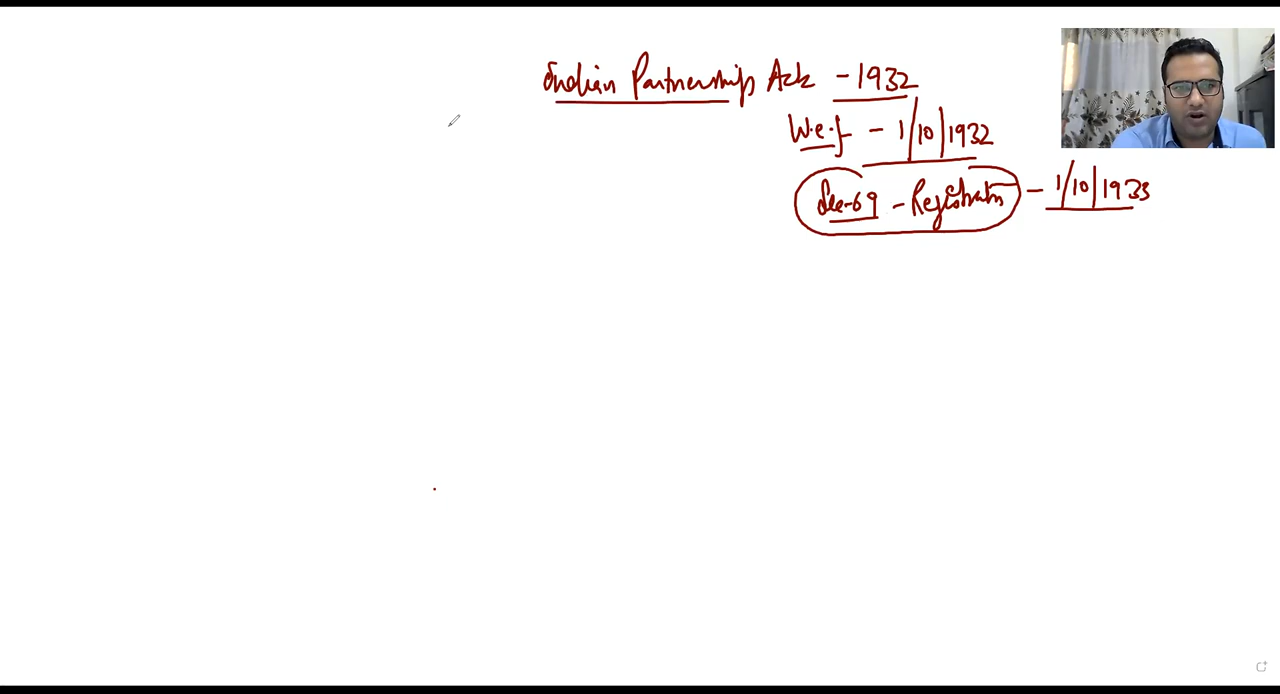 Indian Partnership Act - 1932
W.e.f - 1/10/1932
Sec-69 - Registration - 1/10/1933